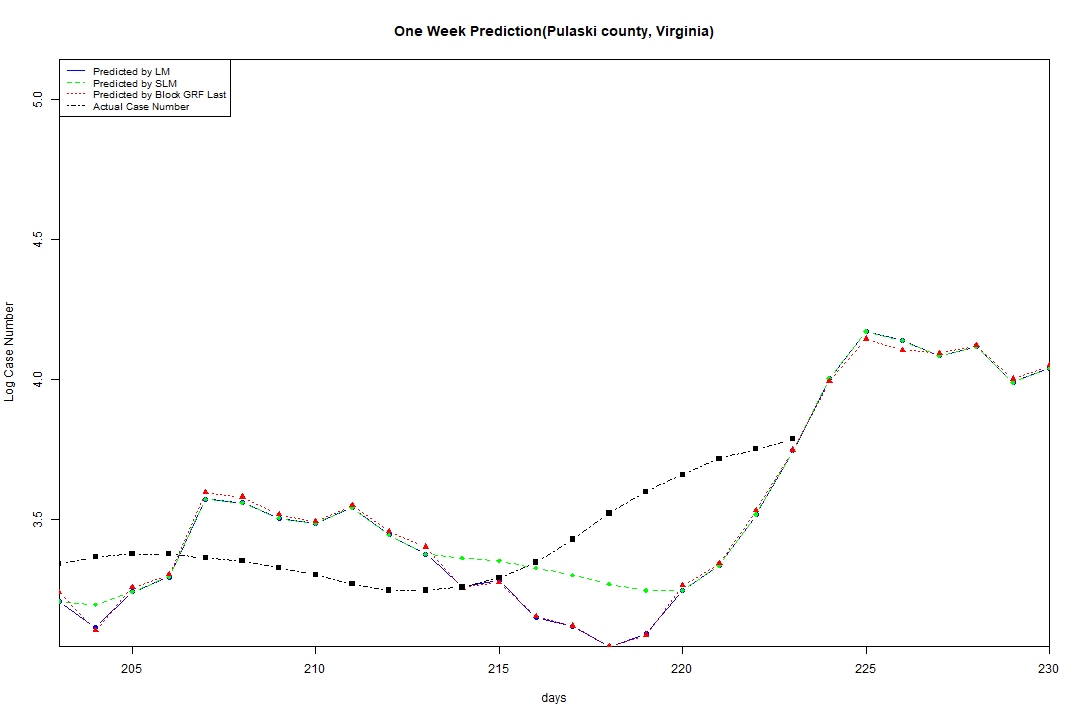 One Week Prediction(Pulaski county, Virginia)
Predicted by LM
Predicted by SLM
Predicted by Block GRF Last
Actual Case Number
5.0
4.5
4.0
3.5
Log Case Number
205 210 215 220 225 230
days